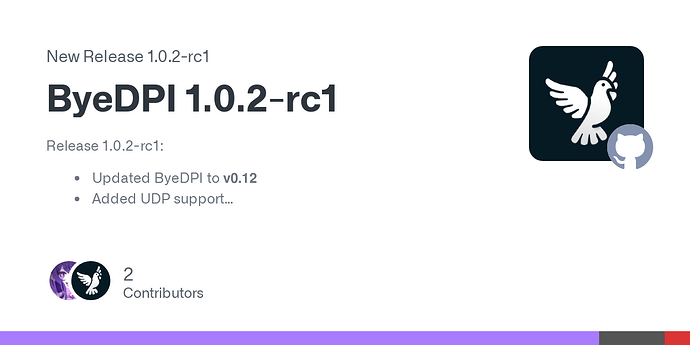 New Release 1.0.2-rc1
ByeDPI 1.0.2-rc1
Release 1.0.2-rc1:
• Updated ByeDPI to v0.12
• Added UDP support...
2
Contributors